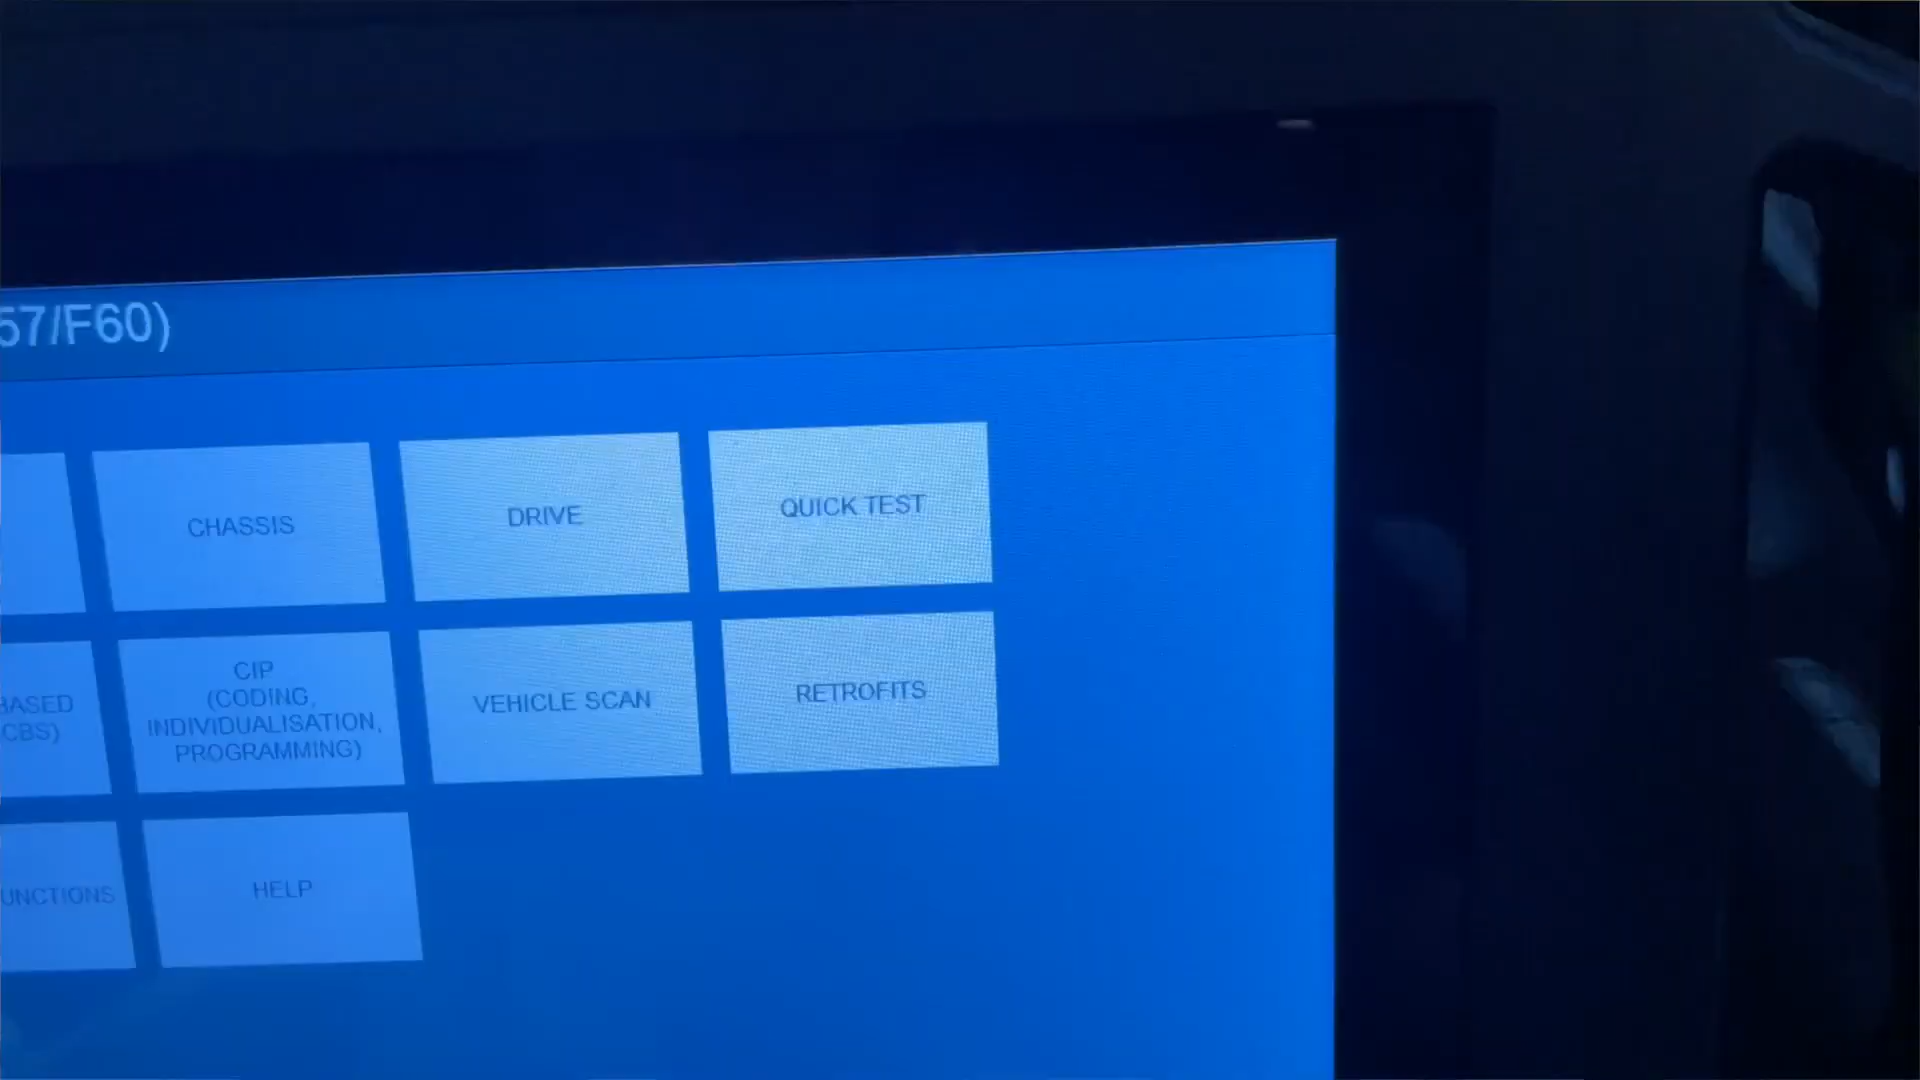 57/F60)
CHASSIS
DRIVE
QUICK TEST
BASED
CBS)
CIP
(CODING,
INDIVIDUALISATION,
PROGRAMMING)
VEHICLE SCAN
RETROFITS
UNCTIONS
HELP